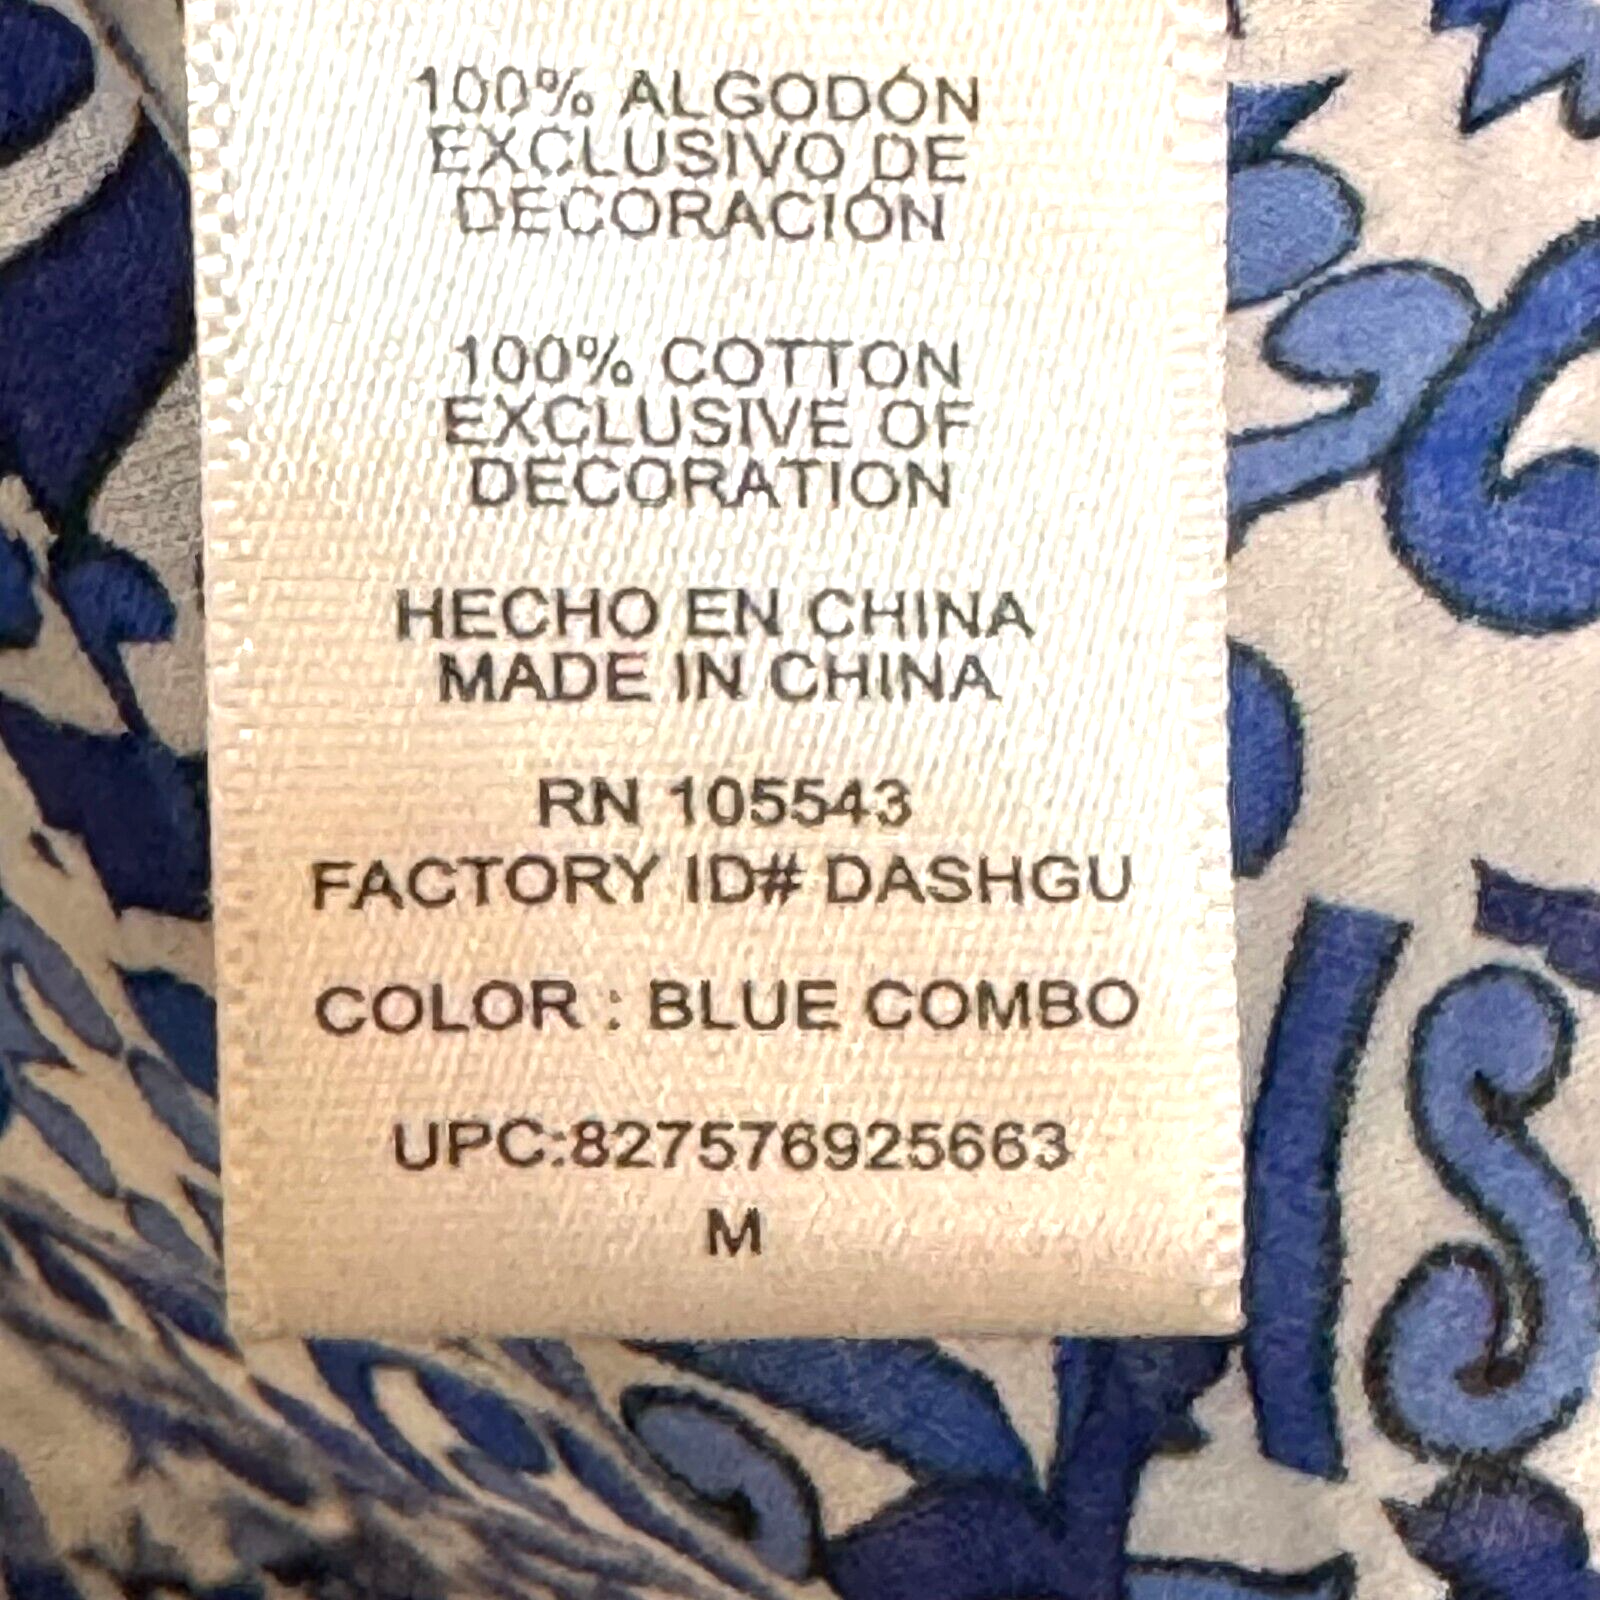 100% ALGODÓN
EXCLUSIVO DE
DECORACIÓN
100% COTTON
EXCLUSIVE OF
DECORATION
HECHO EN CHINA
MADE IN CHINA
RN 105543
FACTORY ID# DASHGU
COLOR : BLUE COMBO
UPC:827576925663
M